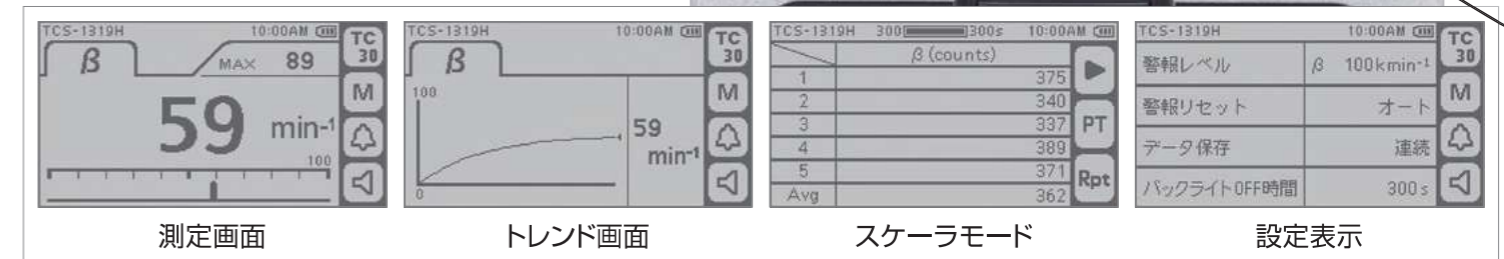 TCS-1319H 10:00AM
β MAX 89
59 min-1
100
TC
30
M
測定画面
TCS-1319H 10:00AM
β
100
59
min-1
0
TC
30
M
トレンド画面
TCS-1319H 300 300s 10:00AM
β (counts)
1 375
2 340
3 337
4 389
5 371
Avg 362
PT
Rpt
スケーラモード
TCS-1319H 10:00AM
警報レベル β 100kmin-1
警報リセット オート
データ保存 連続
バックライトOFF時間 300s
TC
30
M
設定表示